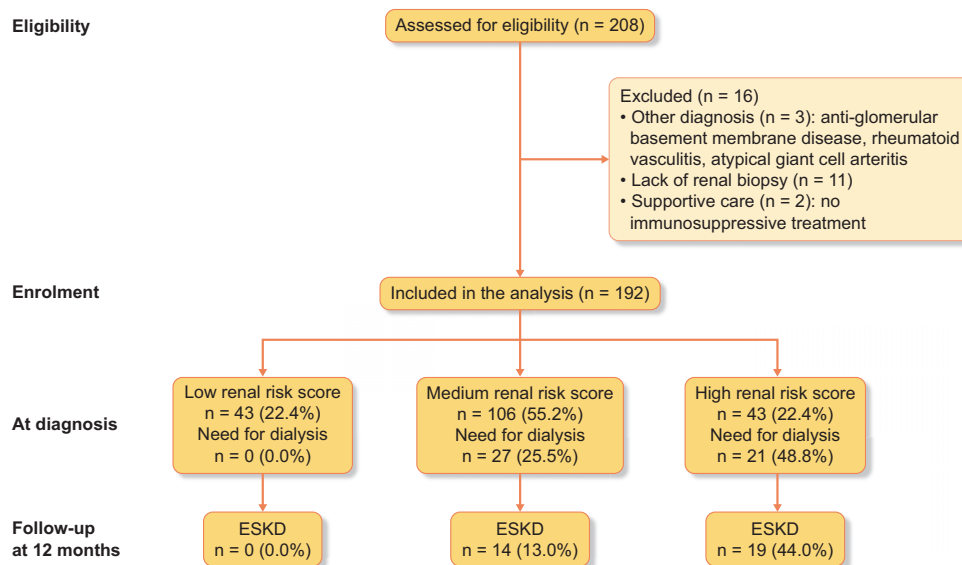 Eligibility
Assessed for eligibility (n = 208)
Excluded (n = 16)
• Other diagnosis (n = 3): anti-glomerular
basement membrane disease, rheumatoid
vasculitis, atypical giant cell arteritis
• Lack of renal biopsy (n = 11)
• Supportive care (n = 2): no
immunosuppressive treatment
Enrolment
Included in the analysis (n = 192)
At diagnosis
Low renal risk score
n = 43 (22.4%)
Need for dialysis
n = 0 (0.0%)
Medium renal risk score
n = 106 (55.2%)
Need for dialysis
n = 27 (25.5%)
High renal risk score
n = 43 (22.4%)
Need for dialysis
n = 21 (48.8%)
Follow-up
at 12 months
ESKD
n = 0 (0.0%)
ESKD
n = 14 (13.0%)
ESKD
n = 19 (44.0%)